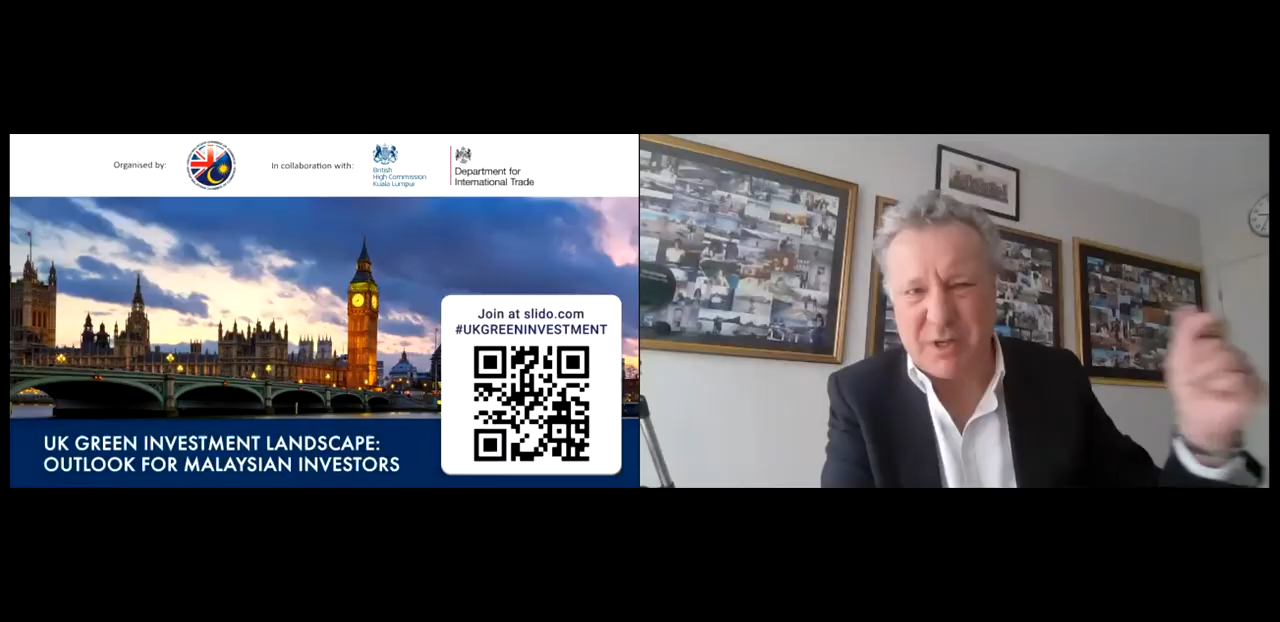 Organised by:
In collaboration with:
British
High Commission
Kuala Lumpur
Department for
International Trade
Join at slido.com
#UKGREENINVESTMENT
UK GREEN INVESTMENT LANDSCAPE:
OUTLOOK FOR MALAYSIAN INVESTORS